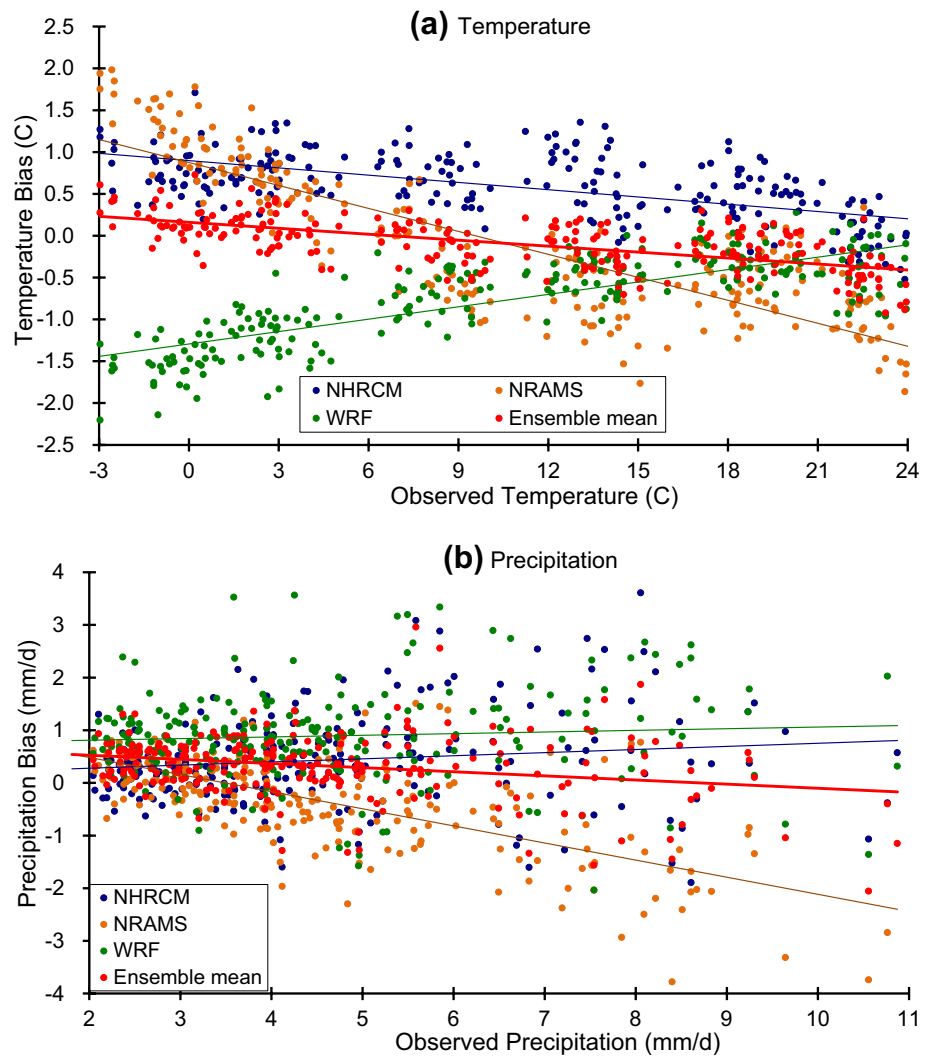 (a) Temperature
Temperature Bias (C)
2.5
2.0
1.5
1.0
0.5
0.0
-0.5
-1.0
-1.5
-2.0
-2.5
NHRCM NRAMS
WRF Ensemble mean
-3 0 3 6 9 12 15 18 21 24
Observed Temperature (C)
(b) Precipitation
Precipitation Bias (mm/d)
4
3
2
1
0
-1
-2
-3
-4
NHRCM
NRAMS
WRF
Ensemble mean
2 3 4 5 6 7 8 9 10 11
Observed Precipitation (mm/d)